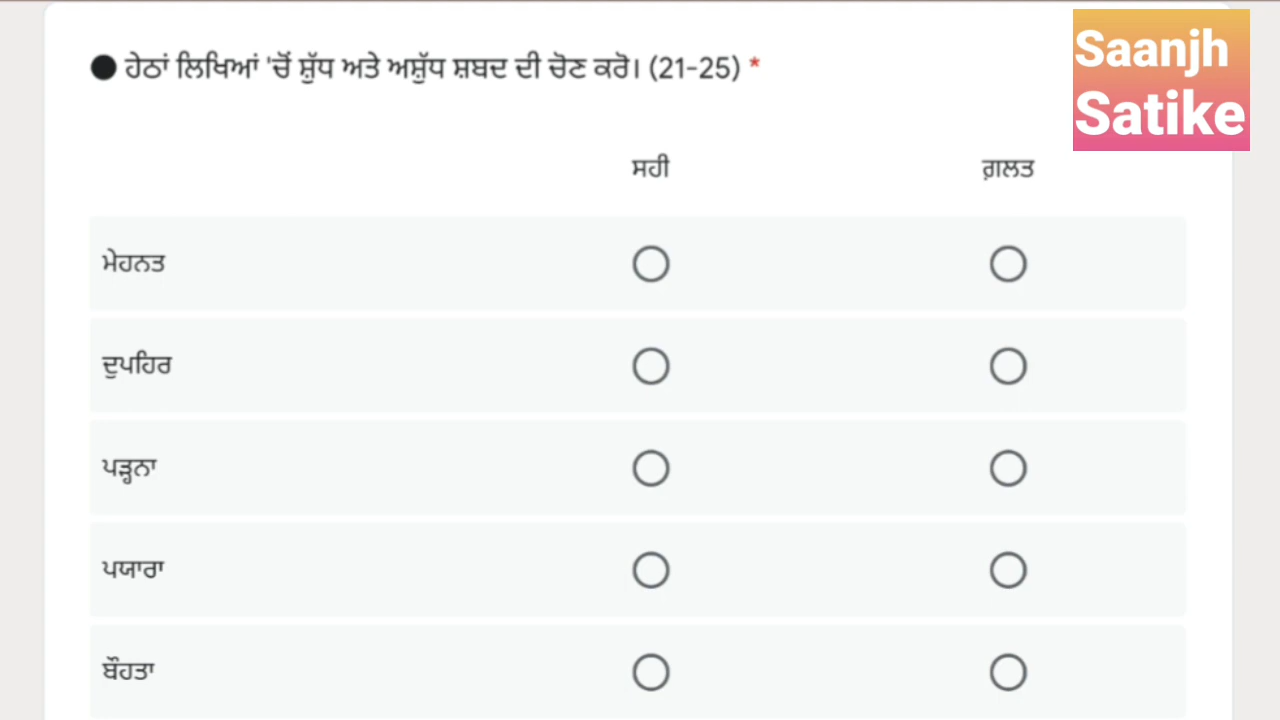 ● ਹੇਠਾਂ ਲਿਖਿਆਂ 'ਚੋਂ ਸ਼ੁੱਧ ਅਤੇ ਅਸ਼ੁੱਧ ਸ਼ਬਦ ਦੀ ਚੋਣ ਕਰੋ। (21-25) *
Saanjh
Satike
ਸਹੀ ਗ਼ਲਤ
ਮੇਹਨਤ
ਦੁਪਹਿਰ
ਪੜ੍ਹਨਾ
ਪਯਾਰਾ
ਬੌਹਤਾ